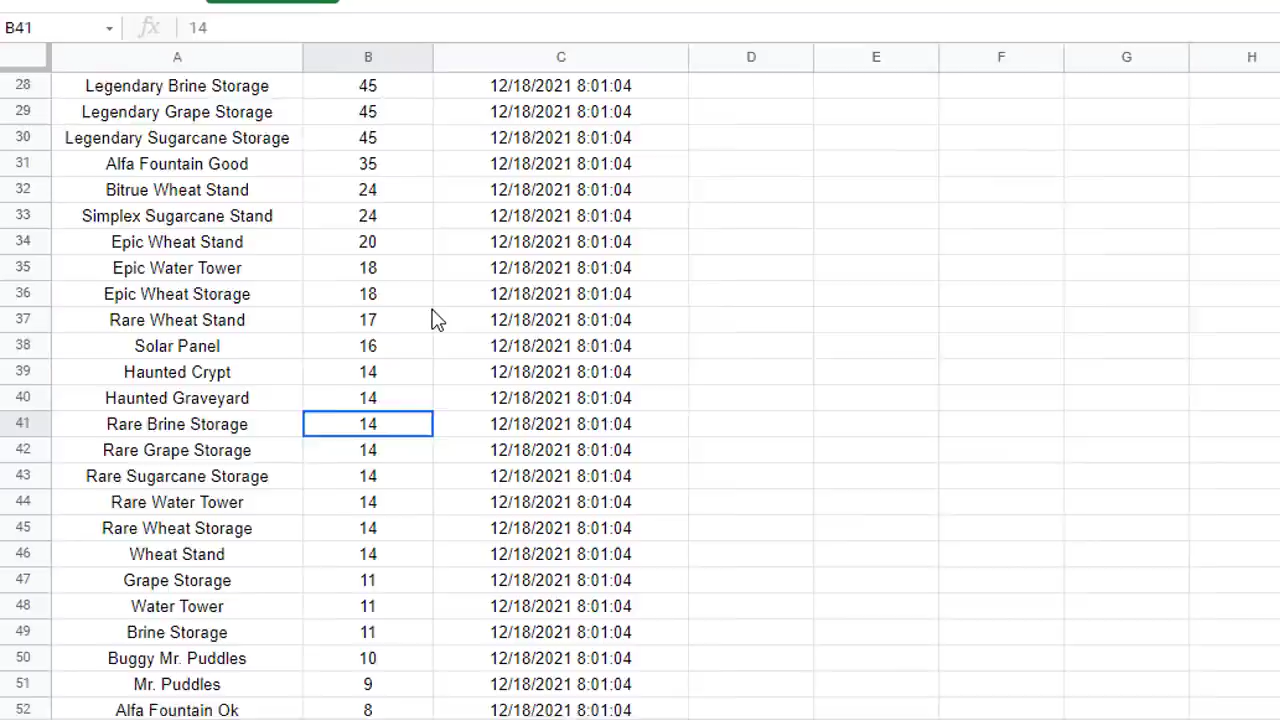 B41 fx 14
A B C D E F G H
28 Legendary Brine Storage 45 12/18/2021 8:01:04
29 Legendary Grape Storage 45 12/18/2021 8:01:04
30 Legendary Sugarcane Storage 45 12/18/2021 8:01:04
31 Alfa Fountain Good 35 12/18/2021 8:01:04
32 Bitrue Wheat Stand 24 12/18/2021 8:01:04
33 Simplex Sugarcane Stand 24 12/18/2021 8:01:04
34 Epic Wheat Stand 20 12/18/2021 8:01:04
35 Epic Water Tower 18 12/18/2021 8:01:04
36 Epic Wheat Storage 18 12/18/2021 8:01:04
37 Rare Wheat Stand 17 12/18/2021 8:01:04
38 Solar Panel 16 12/18/2021 8:01:04
39 Haunted Crypt 14 12/18/2021 8:01:04
40 Haunted Graveyard 14 12/18/2021 8:01:04
41 Rare Brine Storage 14 12/18/2021 8:01:04
42 Rare Grape Storage 14 12/18/2021 8:01:04
43 Rare Sugarcane Storage 14 12/18/2021 8:01:04
44 Rare Water Tower 14 12/18/2021 8:01:04
45 Rare Wheat Storage 14 12/18/2021 8:01:04
46 Wheat Stand 14 12/18/2021 8:01:04
47 Grape Storage 11 12/18/2021 8:01:04
48 Water Tower 11 12/18/2021 8:01:04
49 Brine Storage 11 12/18/2021 8:01:04
50 Buggy Mr. Puddles 10 12/18/2021 8:01:04
51 Mr. Puddles 9 12/18/2021 8:01:04
52 Alfa Fountain Ok 8 12/18/2021 8:01:04